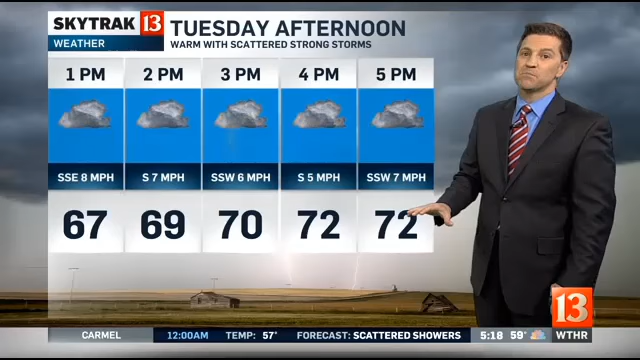 SKYTRAK 13
WEATHER
TUESDAY AFTERNOON
WARM WITH SCATTERED STRONG STORMS
1 PM 2 PM 3 PM 4 PM 5 PM
SSE 8 MPH S 7 MPH SSW 6 MPH S 5 MPH SSW 7 MPH
67 69 70 72 72
13
CARMEL 12:00AM TEMP: 57° FORECAST: SCATTERED SHOWERS 5:18 59° WTHR